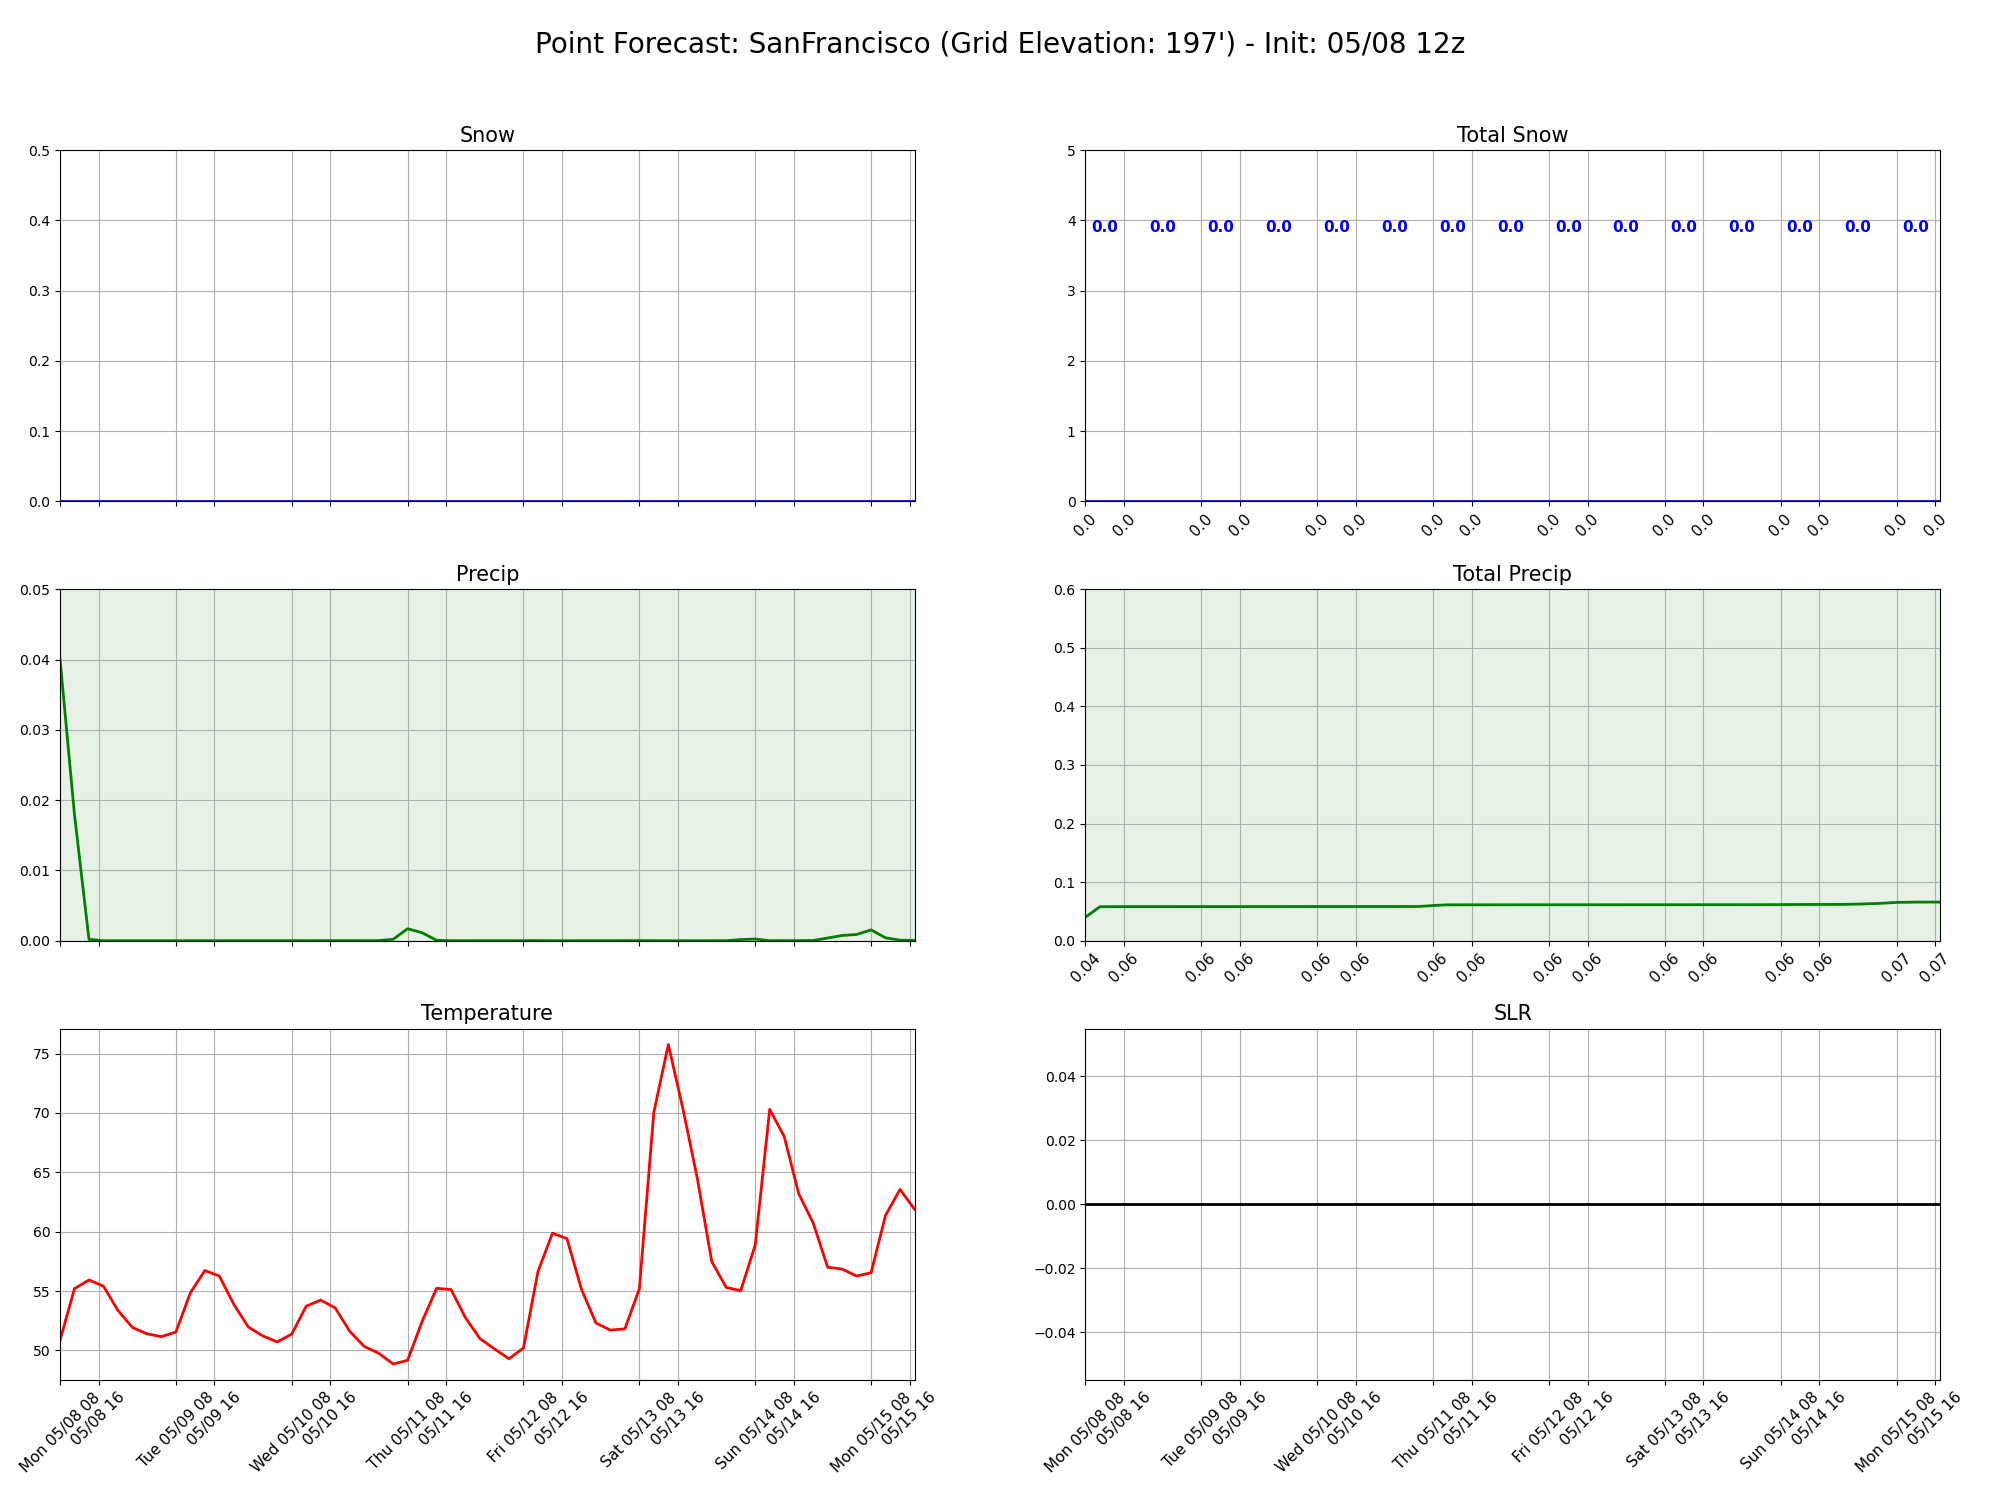 Point Forecast: SanFrancisco (Grid Elevation: 197') - Init: 05/08 12z
Snow
0.5
0.4
0.3
0.2
0.1
0.0
Total Snow
5
4
3
2
1
0
0.0 0.0 0.0 0.0 0.0 0.0 0.0 0.0 0.0 0.0 0.0 0.0 0.0 0.0 0.0
0.0 0.0 0.0 0.0 0.0 0.0 0.0 0.0 0.0 0.0 0.0 0.0 0.0 0.0 0.0 0.0
Precip
0.05
0.04
0.03
0.02
0.01
0.00
Total Precip
0.6
0.5
0.4
0.3
0.2
0.1
0.0
0.04 0.06 0.06 0.06 0.06 0.06 0.06 0.06 0.06 0.06 0.06 0.06 0.06 0.06 0.07 0.07
Temperature
75
70
65
60
55
50
Mon 05/08 08
05/08 16
Tue 05/09 08
05/09 16
Wed 05/10 08
05/10 16
Thu 05/11 08
05/11 16
Fri 05/12 08
05/12 16
Sat 05/13 08
05/13 16
Sun 05/14 08
05/14 16
Mon 05/15 08
05/15 16
SLR
0.04
0.02
0.00
−0.02
−0.04
Mon 05/08 08
05/08 16
Tue 05/09 08
05/09 16
Wed 05/10 08
05/10 16
Thu 05/11 08
05/11 16
Fri 05/12 08
05/12 16
Sat 05/13 08
05/13 16
Sun 05/14 08
05/14 16
Mon 05/15 08
05/15 16